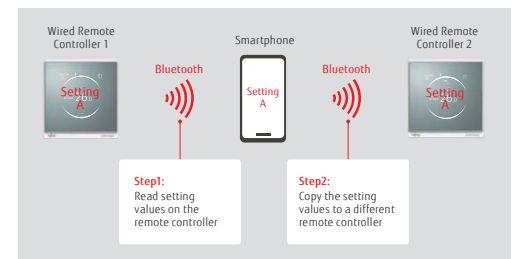 Wired Remote
Controller 1
Smartphone
Wired Remote
Controller 2
Bluetooth
Bluetooth
Setting
A
Setting
A
Setting
A
Step1:
Read setting
values on the
remote controller
Step2:
Copy the setting
values to a different
remote controller